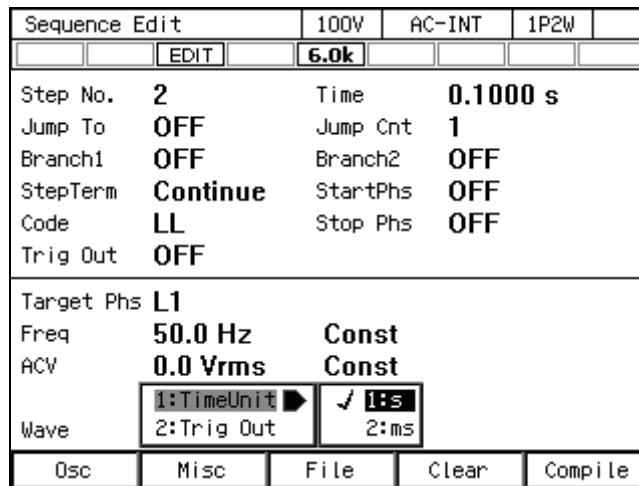 Sequence Edit 100V AC-INT 1P2W
EDIT 6.0k
Step No. 2 Time 0.1000 s
Jump To OFF Jump Cnt 1
Branch1 OFF Branch2 OFF
StepTerm Continue StartPhs OFF
Code LL Stop Phs OFF
Trig Out OFF
Target Phs L1
Freq 50.0 Hz Const
ACV 0.0 Vrms Const
1:TimeUnit 1:s
Wave 2:Trig Out 2:ms
Osc Misc File Clear Compile